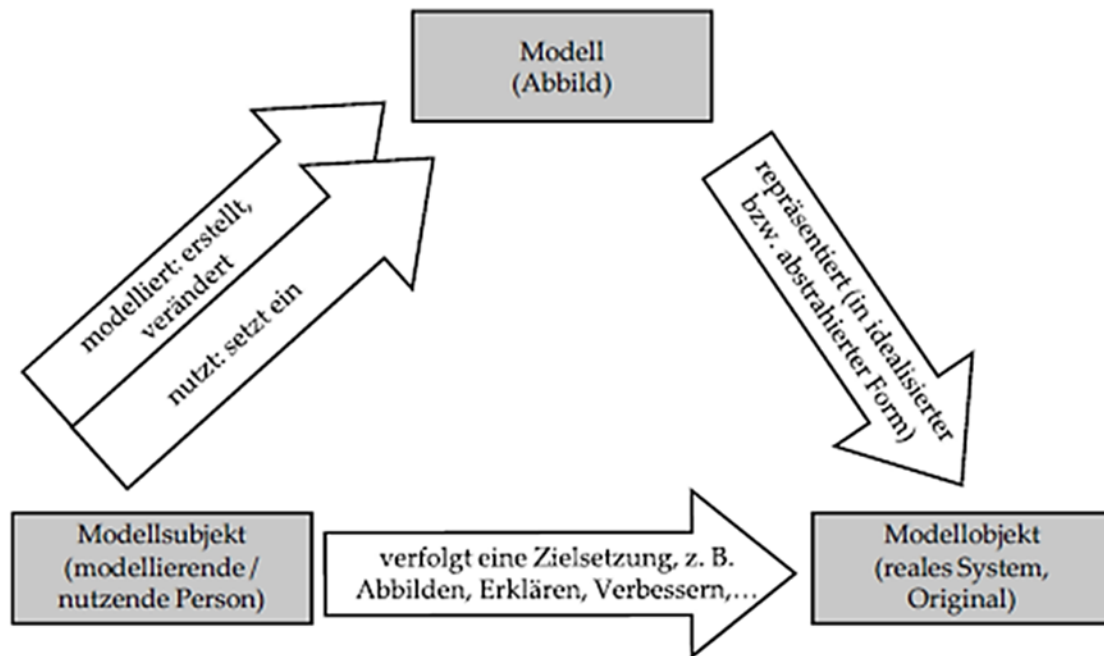 Modell
(Abbild)
modelliert: erstellt,
verändert
nutzt: setzt ein
repräsentiert (in idealisierter
bzw. abstrahierter Form)
Modellsubjekt
(modellierende /
nutzende Person)
verfolgt eine Zielsetzung, z. B.
Abbilden, Erklären, Verbessern,…
Modellobjekt
(reales System,
Original)